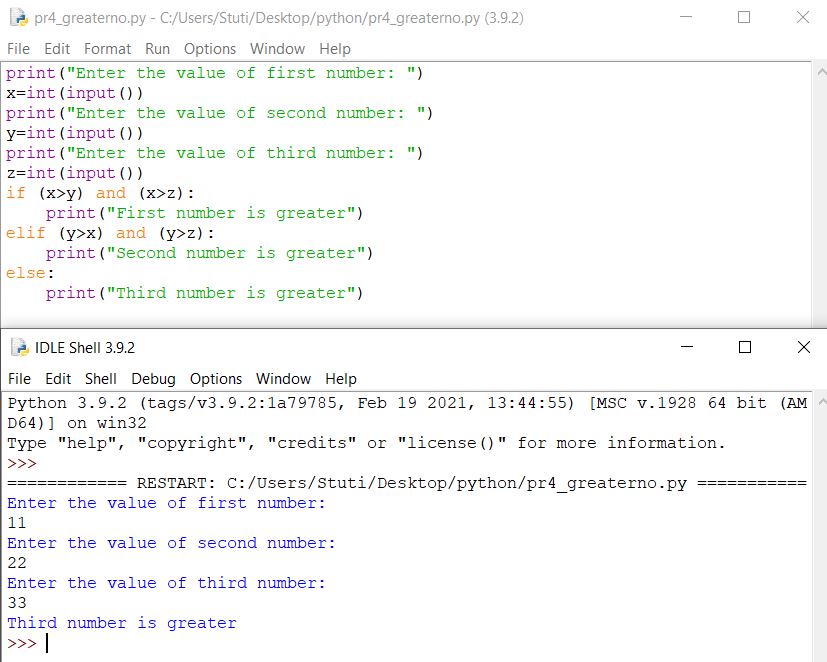 pr4_greaterno.py - C:/Users/Stuti/Desktop/python/pr4_greaterno.py (3.9.2)
File Edit Format Run Options Window Help
print("Enter the value of first number: ")
x=int(input())
print("Enter the value of second number: ")
y=int(input())
print("Enter the value of third number: ")
z=int(input())
if (x>y) and (x>z):
    print("First number is greater")
elif (y>x) and (y>z):
    print("Second number is greater")
else:
    print("Third number is greater")
IDLE Shell 3.9.2
File Edit Shell Debug Options Window Help
Python 3.9.2 (tags/v3.9.2:1a79785, Feb 19 2021, 13:44:55) [MSC v.1928 64 bit (AM
D64)] on win32
Type "help", "copyright", "credits" or "license()" for more information.
>>>
============ RESTART: C:/Users/Stuti/Desktop/python/pr4_greaterno.py ===========
Enter the value of first number:
11
Enter the value of second number:
22
Enter the value of third number:
33
Third number is greater
>>>